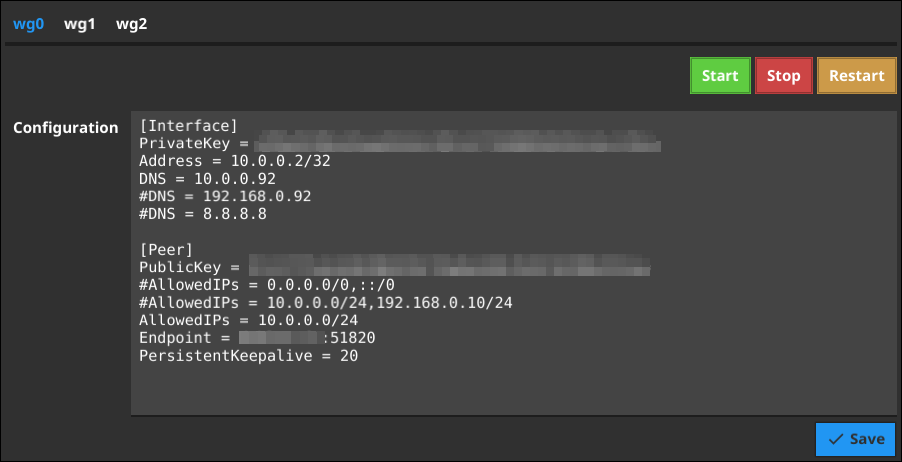 wg0 wg1 wg2
Start Stop Restart
Configuration
[Interface]
PrivateKey =
Address = 10.0.0.2/32
DNS = 10.0.0.92
#DNS = 192.168.0.92
#DNS = 8.8.8.8
[Peer]
PublicKey =
#AllowedIPs = 0.0.0.0/0,::/0
#AllowedIPs = 10.0.0.0/24,192.168.0.10/24
AllowedIPs = 10.0.0.0/24
Endpoint = :51820
PersistentKeepalive = 20
Save